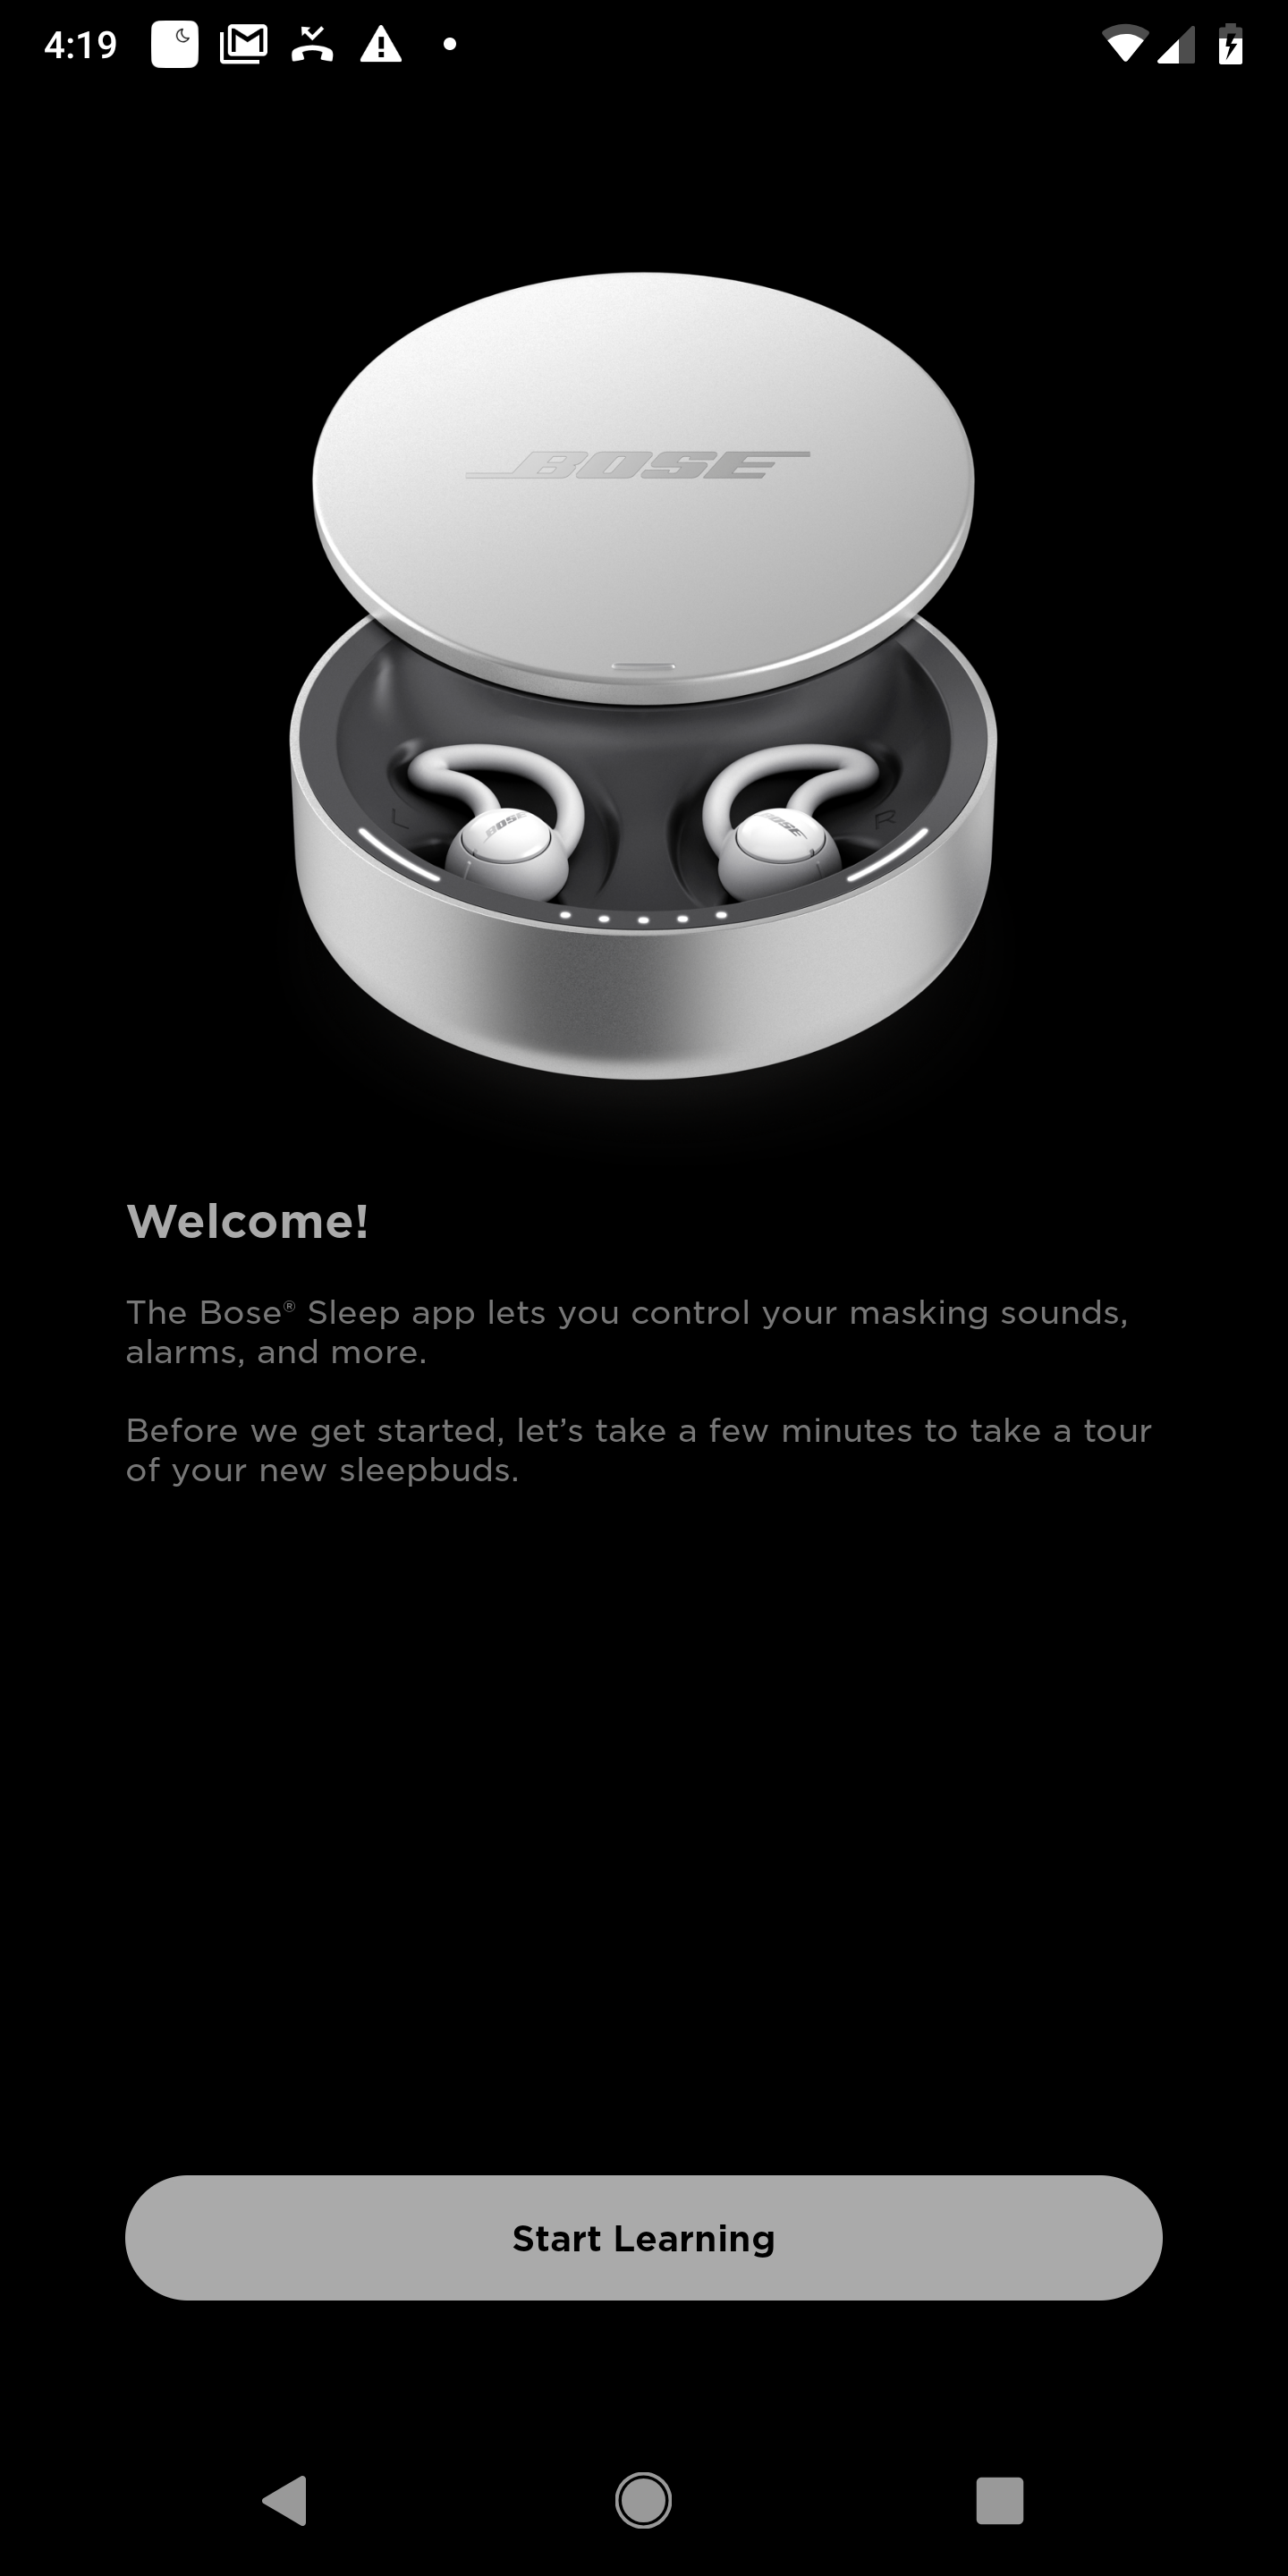 4:19
BOSE
L
R
BOSE
BOSE
Welcome!
The Bose® Sleep app lets you control your masking sounds,
alarms, and more.
Before we get started, let’s take a few minutes to take a tour
of your new sleepbuds.
Start Learning